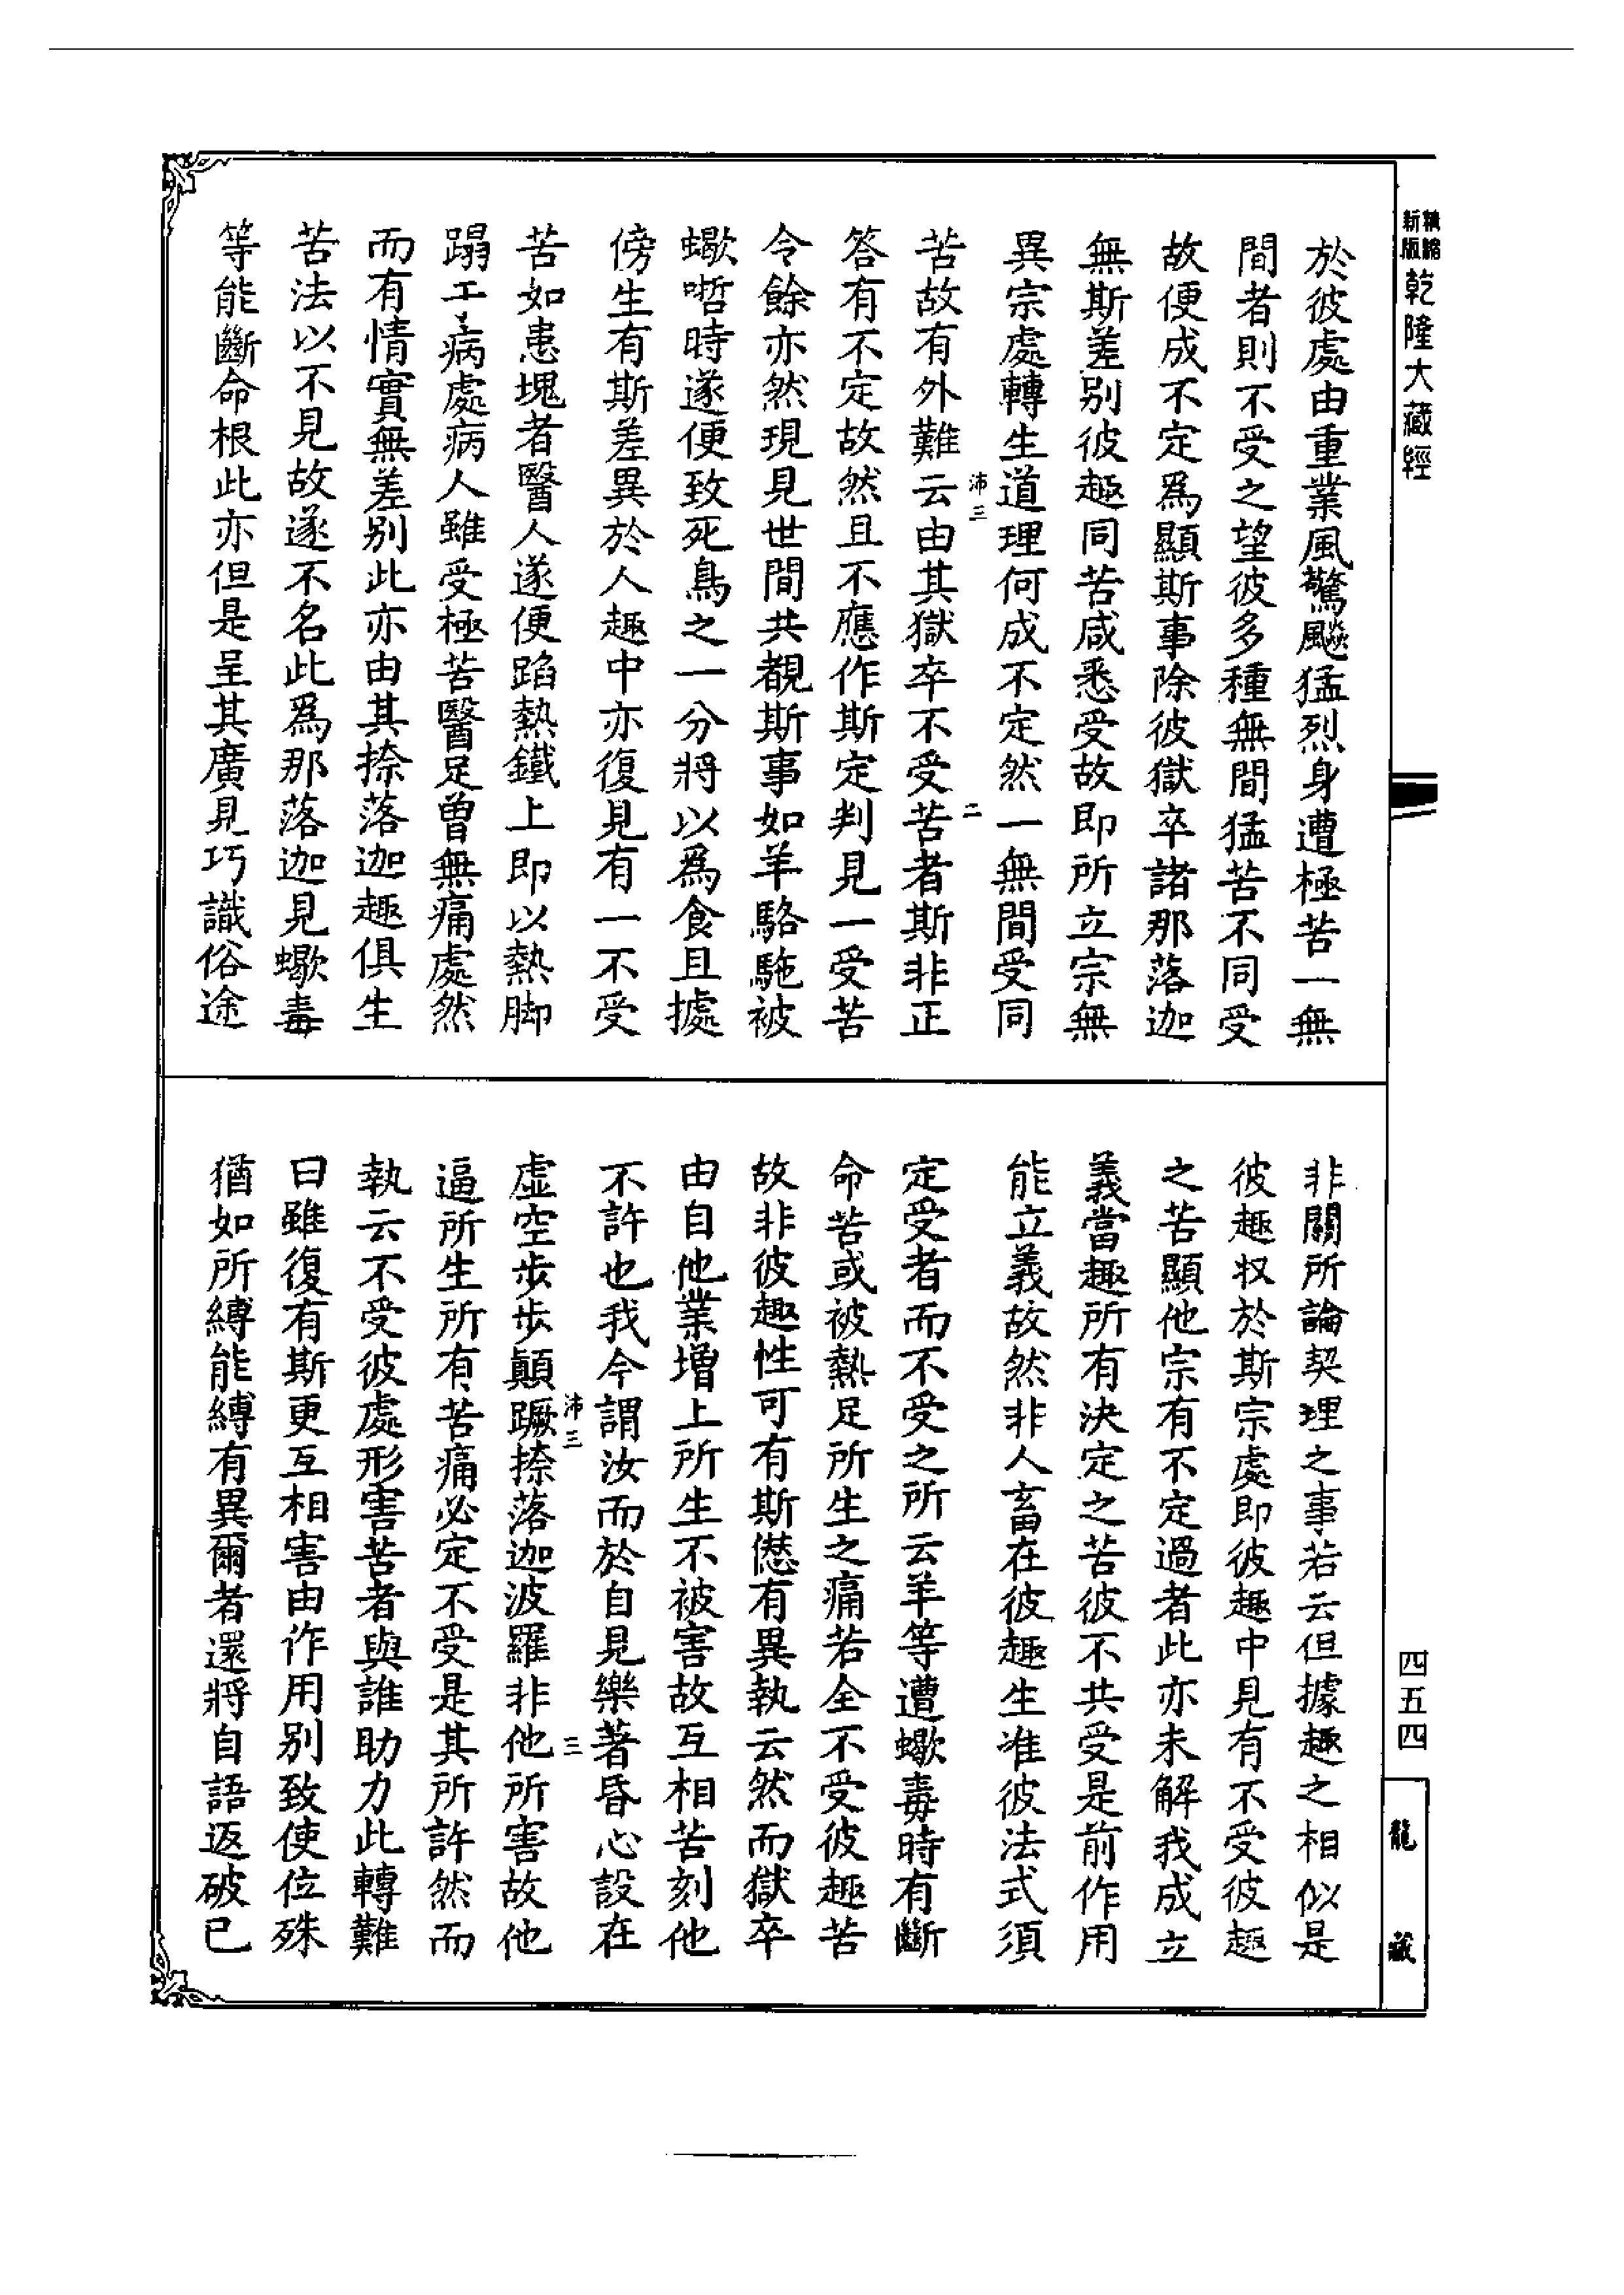 新版精縮乾隆大藏經
於彼處由重業風驚飈猛烈身遭極苦一無
間者則不受之望彼多種無間猛苦不同受
故便成不定爲顯斯事除彼獄卒諸那落迦
無斯差别彼趣同苦咸悉受故即所立宗無
異宗處轉生道理何成不定然一無間受同
沛三
二
苦故有外難云由其獄卒不受苦者斯非正
答有不定故然且不應作斯定判見一受苦
令餘亦然現見世間共覩斯事如羊駱駞被
蠍㖼時遂便致死鳥之一分將以爲食且據
傍生有斯差異於人趣中亦復見有一不受
苦如患塊者醫人遂便蹈熱鐵上即以熱脚
蹋工病處病人雖受極苦醫足曾無痛處然
而有情實無差别此亦由其捺落迦趣俱生
苦法以不見故遂不名此爲那落迦見蠍毒
等能斷命根此亦但是呈其廣見巧識俗途
非關所論契理之事若云但據趣之相似是
彼趣収於斯宗處即彼趣中見有不受彼趣
之苦顯他宗有不定過者此亦未解我成立
義當趣所有決定之苦彼不共受是前作用
能立義故然非人畜在彼趣生准彼法式須
定受者而不受之所云羊等遭蠍毒時有斷
命苦或被熱足所生之痛若全不受彼趣苦
故非彼趣性可有斯愆有異執云然而獄卒
由自他業增上所生不被害故互相苦刻他
不許也我今謂汝而於自見樂著昏心設在
沛三
三
虛空步步顛蹶捺落迦波羅非他所害故他
逼所生所有苦痛必定不受是其所許然而
執云不受彼處形害苦者與誰助力此轉難
曰雖復有斯更互相害由作用别致使位殊
猶如所縛能縛有異爾者還將自語返破已
四五四
龍藏